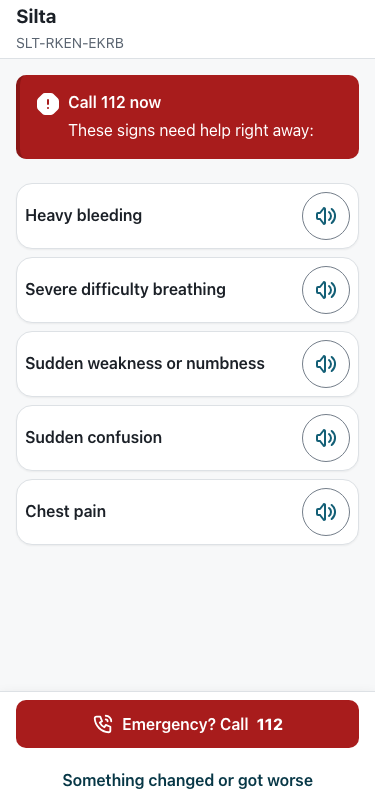 Silta
SLT-RKEN-EKRB
Call 112 now
These signs need help right away:
Heavy bleeding
Severe difficulty breathing
Sudden weakness or numbness
Sudden confusion
Chest pain
Emergency? Call 112
Something changed or got worse